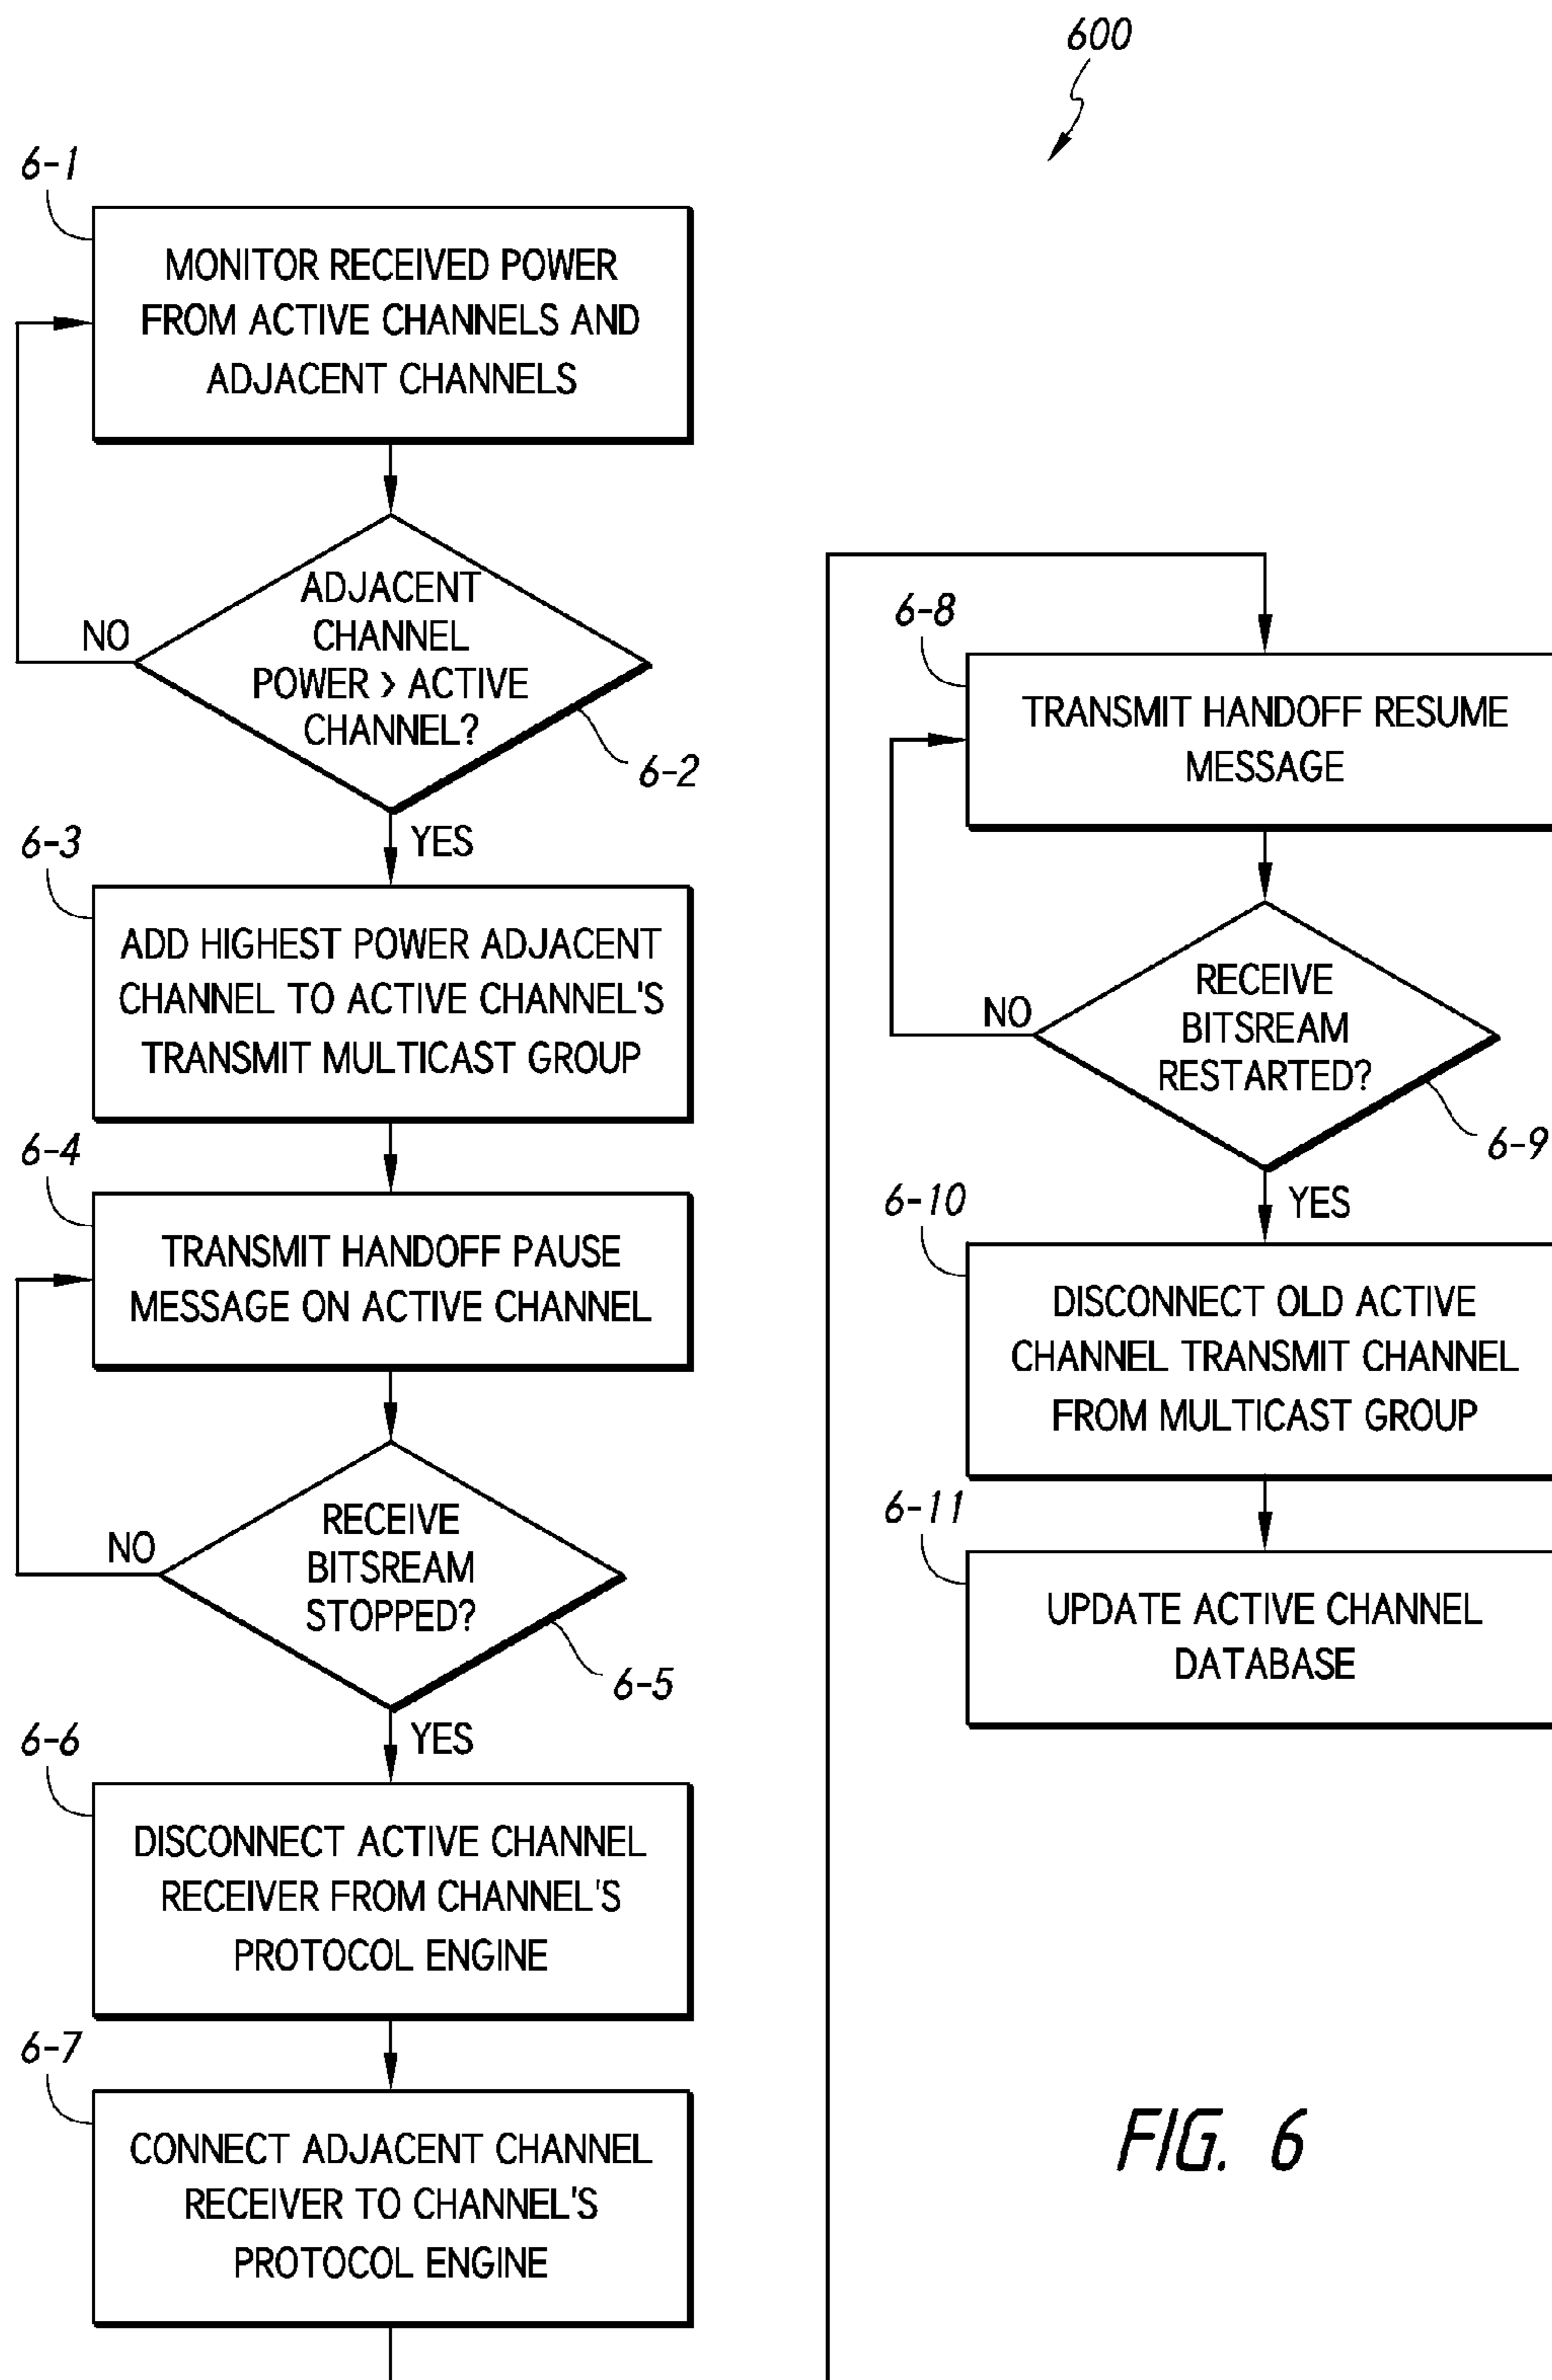 600
6-1
MONITOR RECEIVED POWER
FROM ACTIVE CHANNELS AND
ADJACENT CHANNELS
ADJACENT
CHANNEL
POWER > ACTIVE
CHANNEL?
NO
6-2
YES
6-3
ADD HIGHEST POWER ADJACENT
CHANNEL TO ACTIVE CHANNEL'S
TRANSMIT MULTICAST GROUP
6-4
TRANSMIT HANDOFF PAUSE
MESSAGE ON ACTIVE CHANNEL
RECEIVE
BITSREAM
STOPPED?
NO
6-5
YES
6-6
DISCONNECT ACTIVE CHANNEL
RECEIVER FROM CHANNEL'S
PROTOCOL ENGINE
6-7
CONNECT ADJACENT CHANNEL
RECEIVER TO CHANNEL'S
PROTOCOL ENGINE
6-8
TRANSMIT HANDOFF RESUME
MESSAGE
RECEIVE
BITSREAM
RESTARTED?
NO
6-9
YES
6-10
DISCONNECT OLD ACTIVE
CHANNEL TRANSMIT CHANNEL
FROM MULTICAST GROUP
6-11
UPDATE ACTIVE CHANNEL
DATABASE
FIG. 6